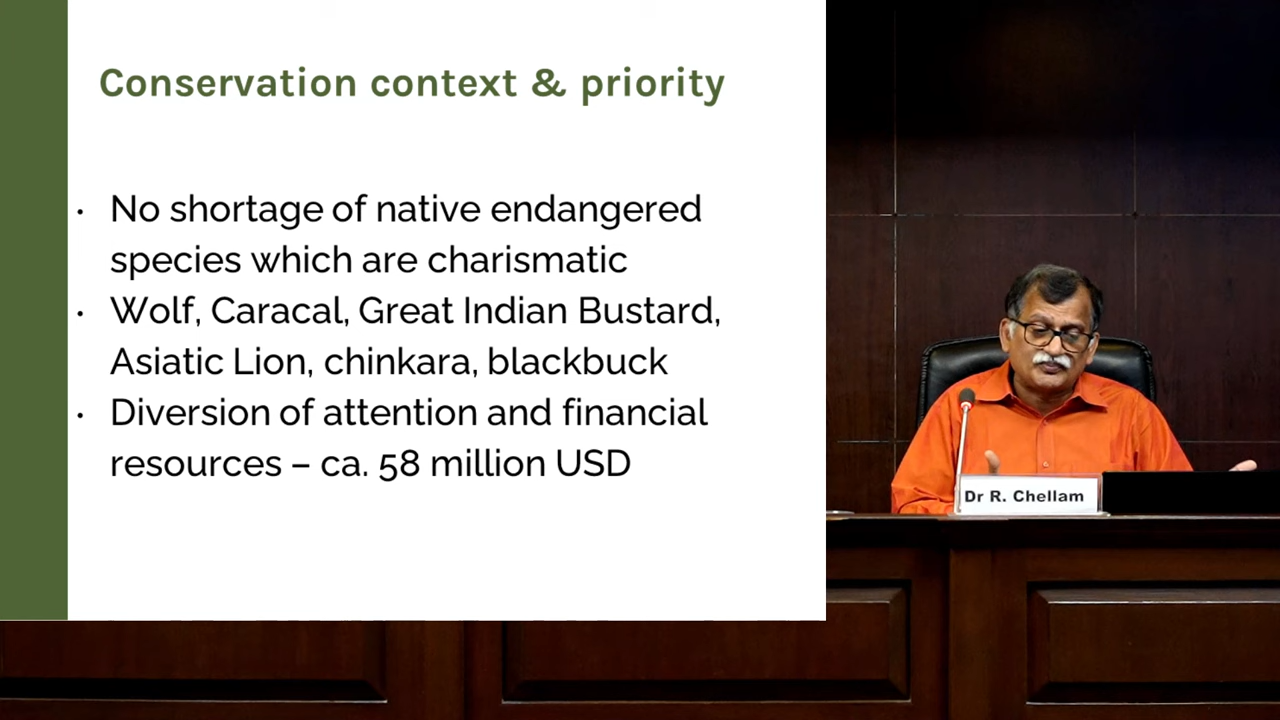 Conservation context & priority
· No shortage of native endangered
species which are charismatic
· Wolf, Caracal, Great Indian Bustard,
Asiatic Lion, chinkara, blackbuck
· Diversion of attention and financial
resources – ca. 58 million USD
Dr R. Chellam